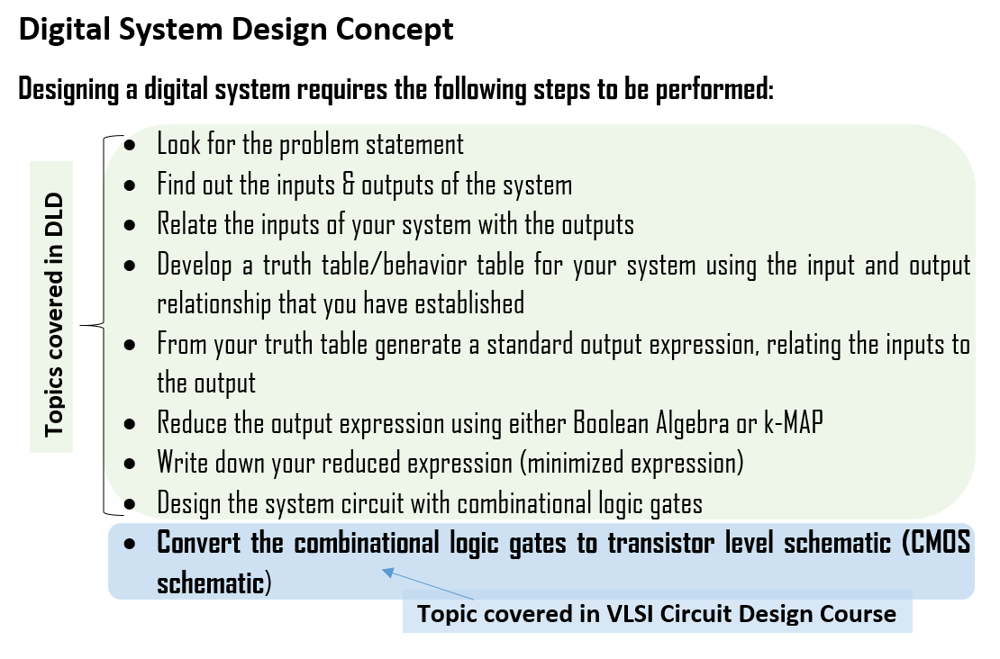 Digital System Design Concept
Designing a digital system requires the following steps to be performed:
Topics covered in DLD
• Look for the problem statement
• Find out the inputs & outputs of the system
• Relate the inputs of your system with the outputs
• Develop a truth table/behavior table for your system using the input and output
relationship that you have established
• From your truth table generate a standard output expression, relating the inputs to
the output
• Reduce the output expression using either Boolean Algebra or k-MAP
• Write down your reduced expression (minimized expression)
• Design the system circuit with combinational logic gates
• Convert the combinational logic gates to transistor level schematic (CMOS
schematic)
Topic covered in VLSI Circuit Design Course